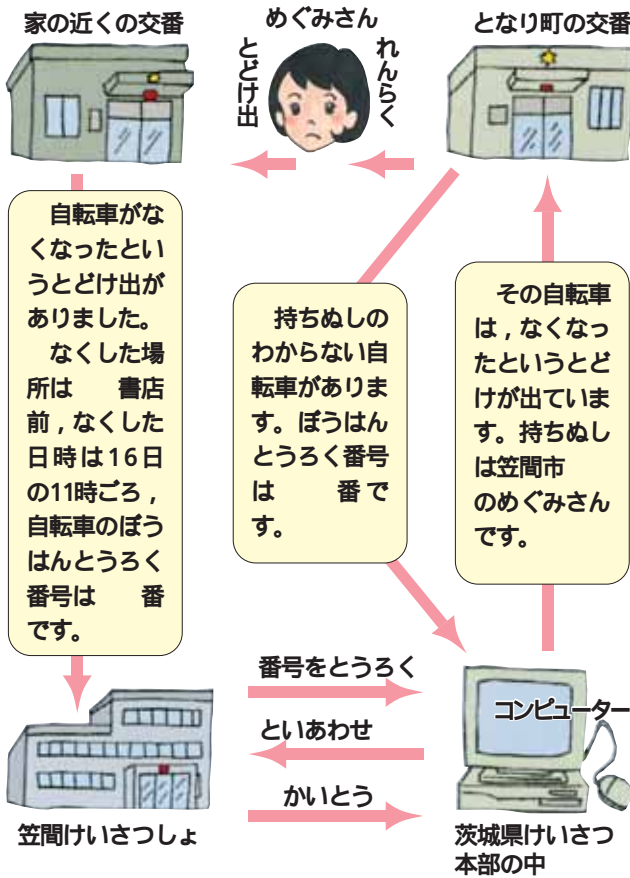 家の近くの交番
めぐみさん
となり町の交番
とどけ出
れんらく
自転車がな
くなったとい
うとどけ出が
ありました。
なくした場
所は　　書店
前，なくした
日時は16日
の11時ごろ，
自転車のぼう
はんとうろく
番号は　　番
です。
持ちぬしの
わからない自
転車がありま
す。ぼうはん
とうろく番号
は　　番で
す。
その自転車
は，なくなっ
たというとど
けが出ていま
す。持ちぬし
は笠間市
のめぐみさん
です。
番号をとうろく
といあわせ
かいとう
コンピューター
笠間けいさつしょ
茨城県けいさつ
本部の中